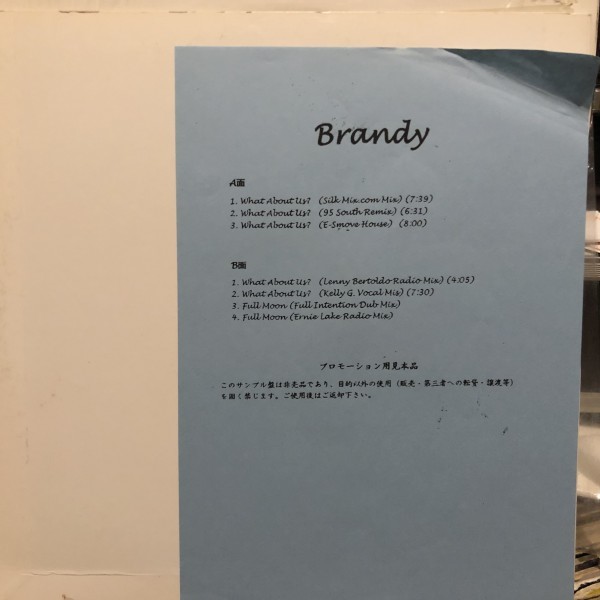 Brandy
A面
1. What About Us? (Silk Mix.com Mix) (7:39)
2. What About Us? (95 South Remix) (6:31)
3. What About Us? (E-Smove House) (8:00)
B面
1. What About Us? (Lenny Bertoldo Radio Mix) (4:05)
2. What About Us? (Kelly G. Vocal Mis) (7:30)
3. Full Moon (Full Intention Dub Mix)
4. Full Moon (Ernie Lake Radio Mix)
プロモーション用見本品
このサンプル盤は非売品であり、目的以外の使用（販売・第三者への転貸・譲渡等）
を固く禁じます。ご使用後はご返却下さい。